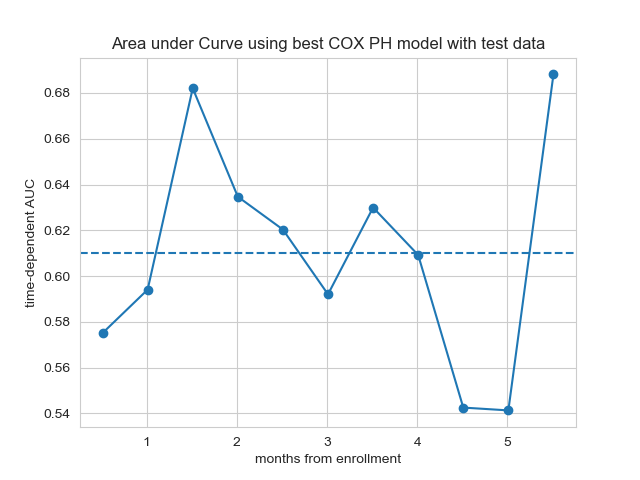 Area under Curve using best COX PH model with test data
time-dependent AUC
0.68
0.66
0.64
0.62
0.60
0.58
0.56
0.54
1 2 3 4 5
months from enrollment